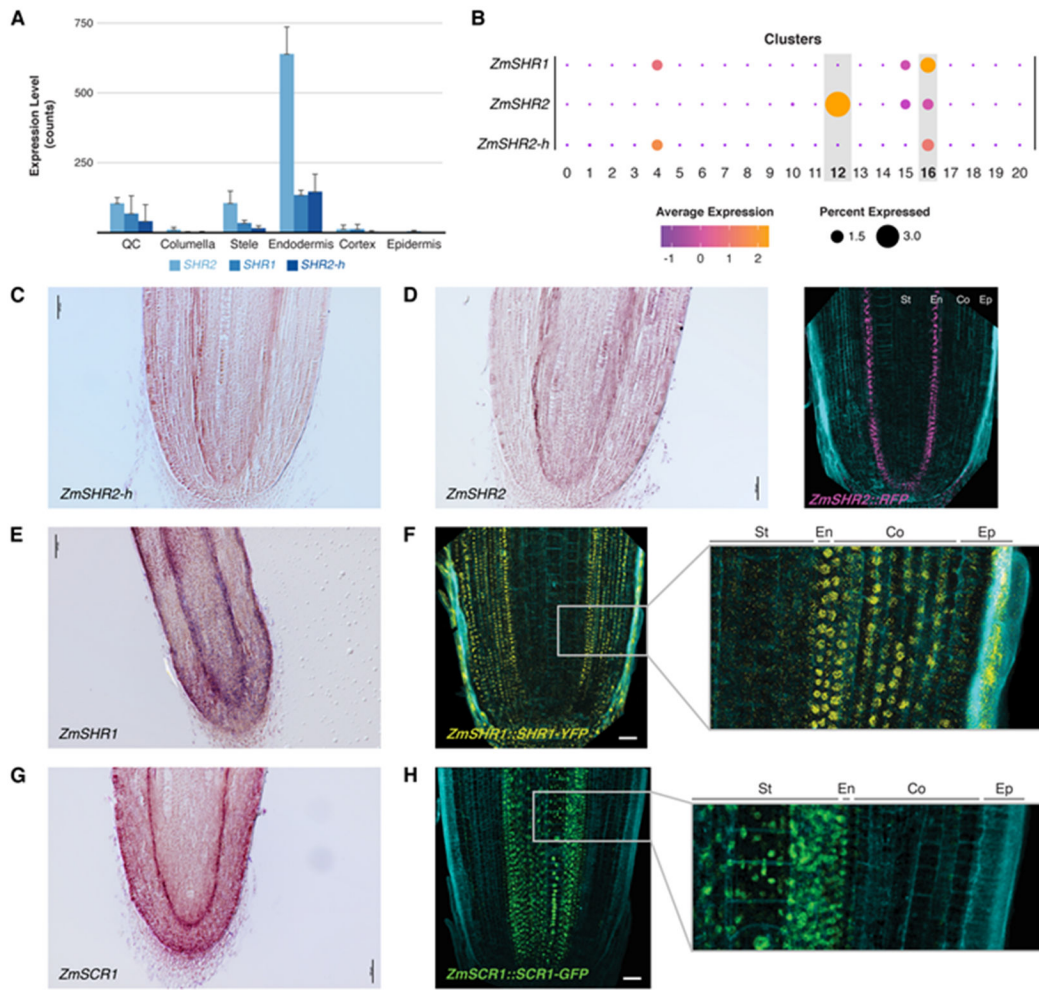 A
750
500
250
Expression Level
(counts)
QC Columella Stele Endodermis Cortex Epidermis
SHR2 SHR1 SHR2-h
B
Clusters
ZmSHR1
ZmSHR2
ZmSHR2-h
0 1 2 3 4 5 6 7 8 9 10 11 12 13 14 15 16 17 18 19 20
Average Expression
-1 0 1 2
Percent Expressed
1.5 3.0
C
ZmSHR2-h
D
ZmSHR2
St En Co Ep
ZmSHR2::RFP
E
ZmSHR1
F
ZmSHR1::SHR1-YFP
St En Co Ep
G
ZmSCR1
H
ZmSCR1::SCR1-GFP
St En Co Ep